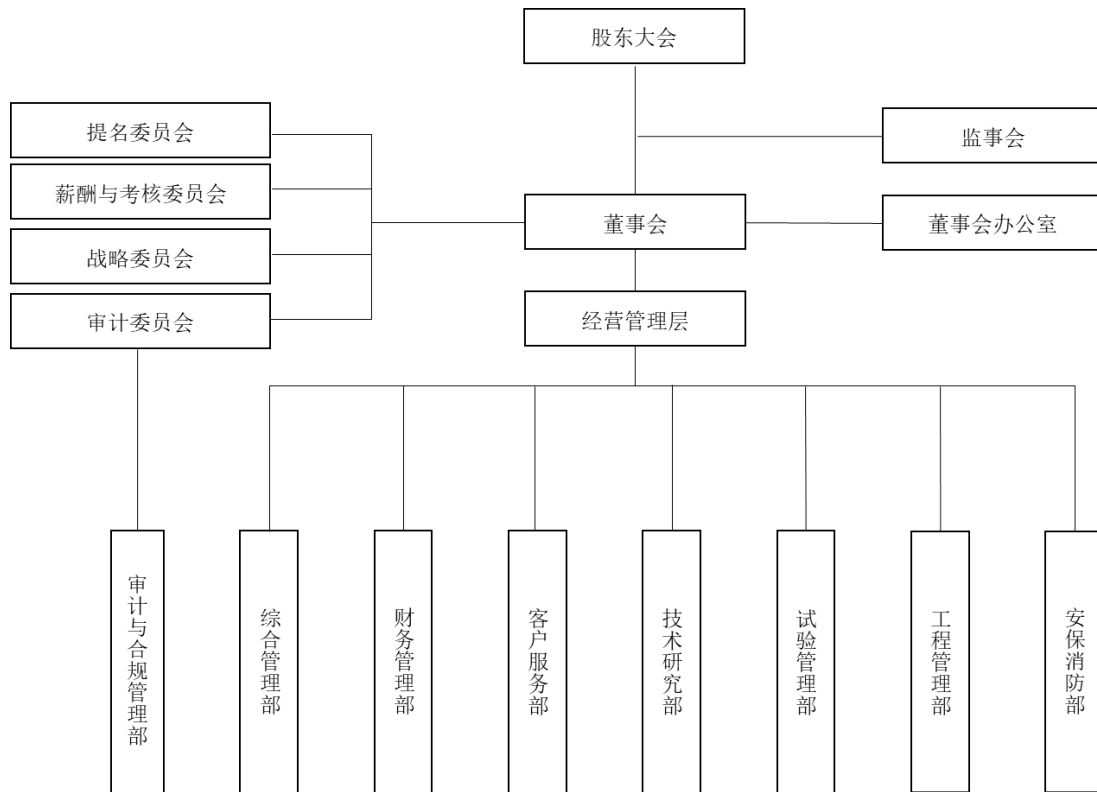 股东大会
提名委员会
监事会
薪酬与考核委员会
董事会
董事会办公室
战略委员会
审计委员会
经营管理层
审计与合规管理部
综合管理部
财务管理部
客户服务部
技术研究部
试验管理部
工程管理部
安保消防部